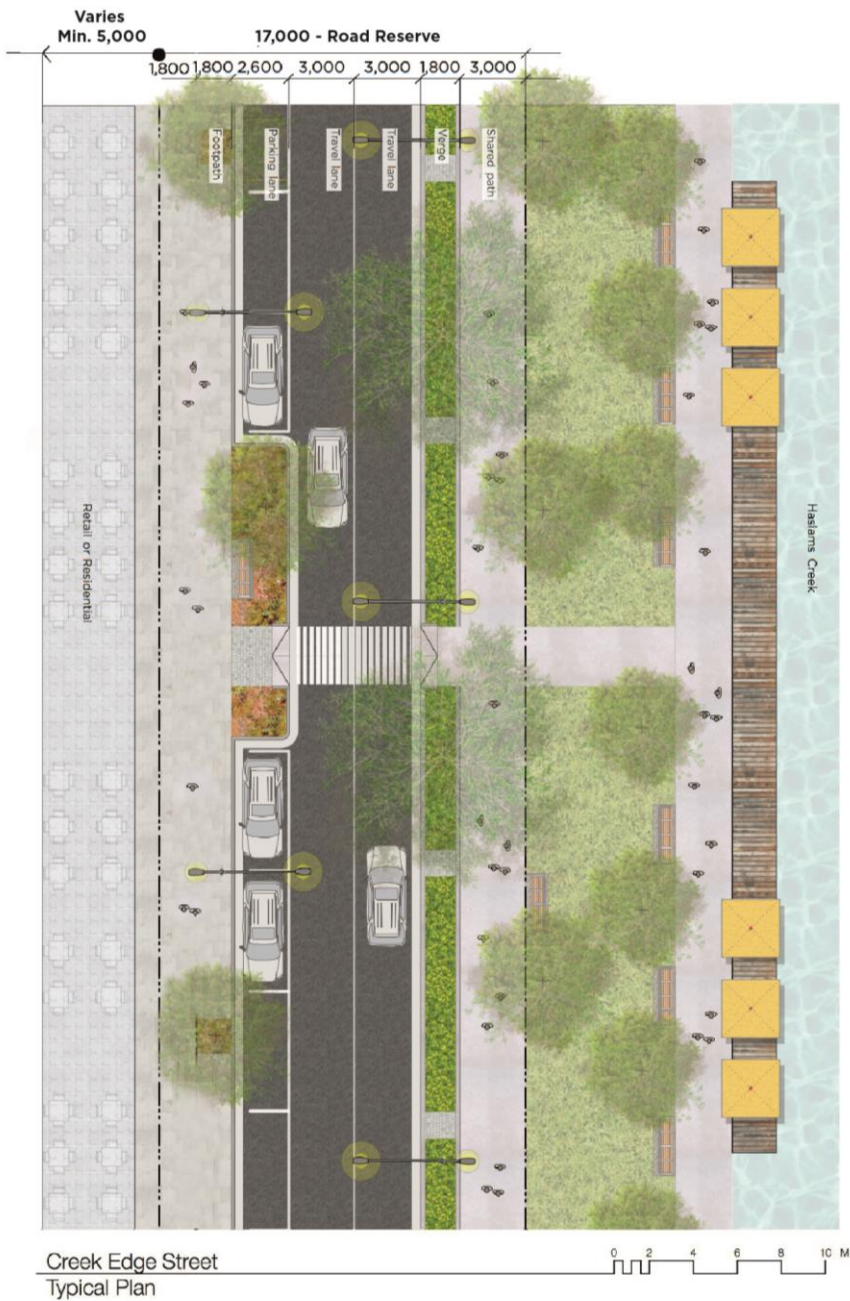 Varies
Min. 5,000
17,000 - Road Reserve
1,800 1,800 2,600 3,000 3,000 1,800 3,000
Footpath
Parking lane
Travel lane
Travel lane
Verge
Shared path
Retail or Residential
Haslams Creek
Creek Edge Street
Typical Plan
0 2 4 6 8 10 M